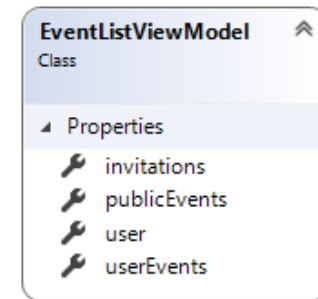 EventListViewModel
Class
Properties
invitations
publicEvents
user
userEvents